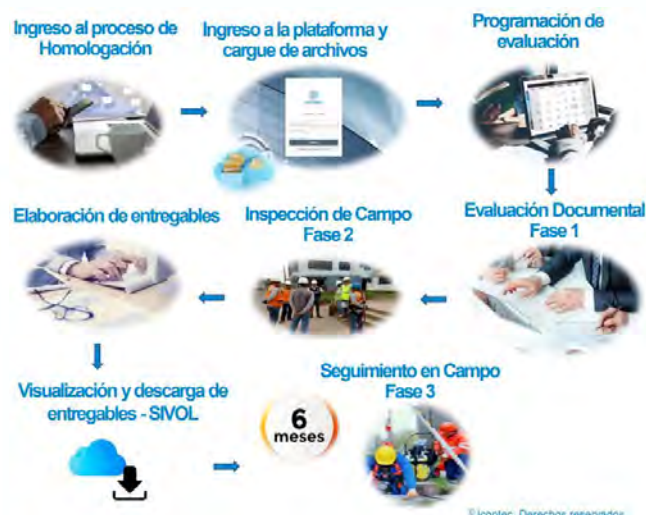 Ingreso al proceso de
Homologación
Ingreso a la plataforma y
cargue de archivos
Programación de
evaluación
Elaboración de entregables
Inspección de Campo
Fase 2
Evaluación Documental
Fase 1
Visualización y descarga de
entregables - SIVOL
6
meses
Seguimiento en Campo
Fase 3
© icontec. Derechos reservados